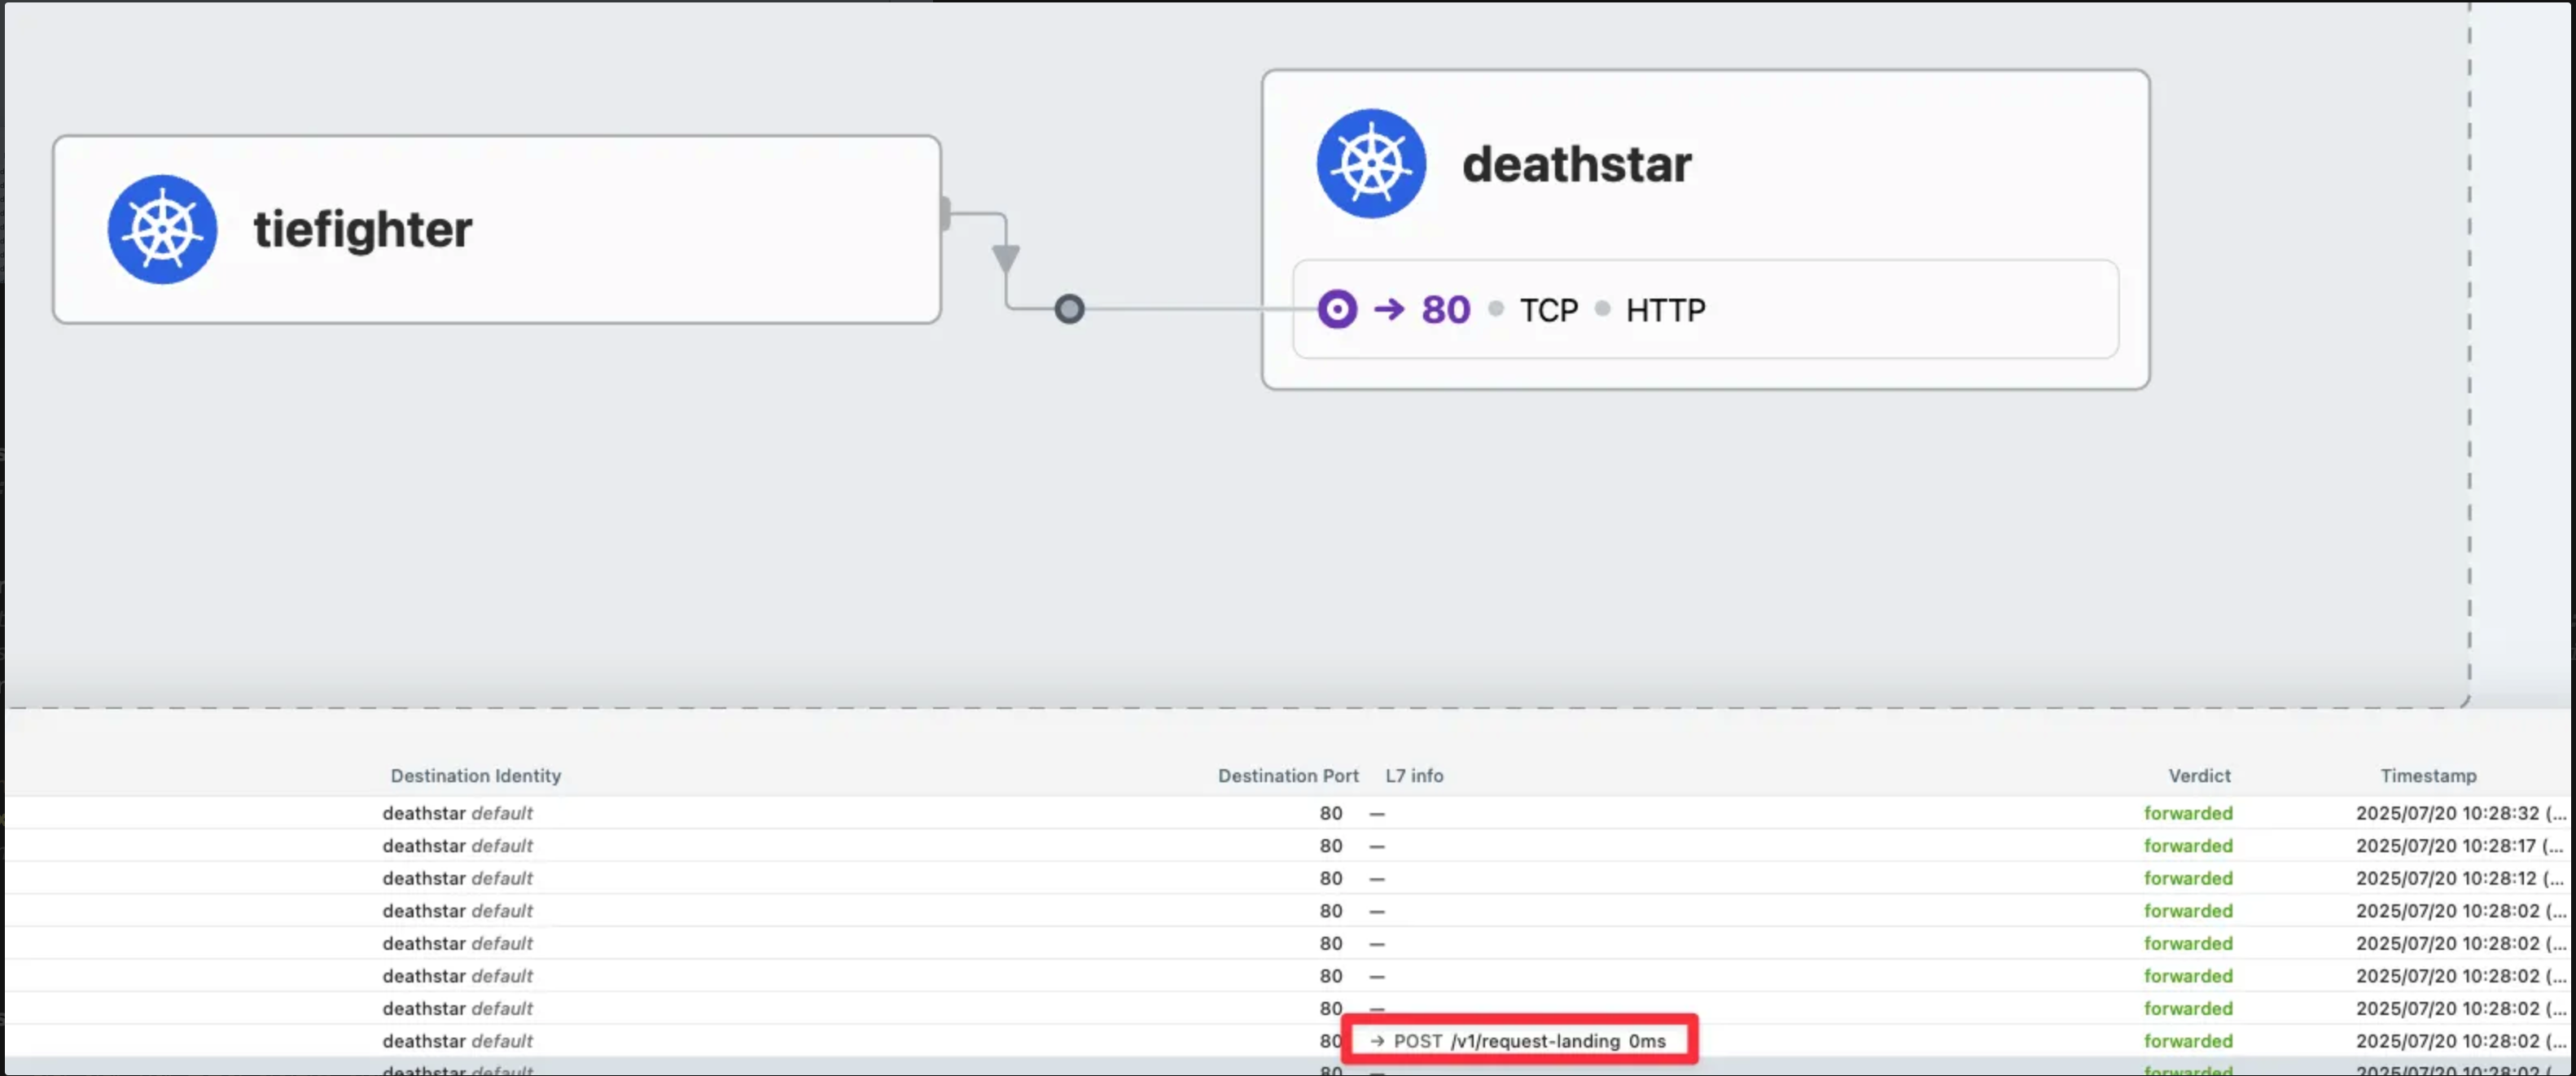 tiefighter
deathstar
→ 80 • TCP • HTTP
Destination Identity Destination Port L7 info Verdict Timestamp
deathstar default 80 — forwarded 2025/07/20 10:28:32 (...
deathstar default 80 — forwarded 2025/07/20 10:28:17 (...
deathstar default 80 — forwarded 2025/07/20 10:28:12 (...
deathstar default 80 — forwarded 2025/07/20 10:28:02 (...
deathstar default 80 — forwarded 2025/07/20 10:28:02 (...
deathstar default 80 — forwarded 2025/07/20 10:28:02 (...
deathstar default 80 — forwarded 2025/07/20 10:28:02 (...
deathstar default 80 → POST /v1/request-landing 0ms forwarded 2025/07/20 10:28:02 (...
deathstar default 80 — forwarded 2025/07/20 10:28:02 (...